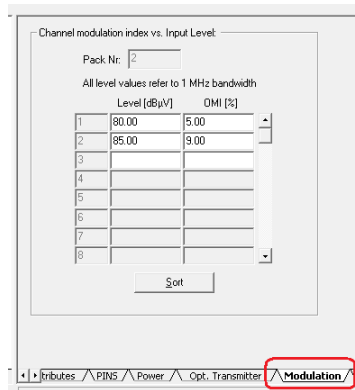 Channel modulation index vs. Input Level:
Pack Nr: 2
All level values refer to 1 MHz bandwidth
Level [dBµV] OMI [%]
1 80.00 5.00
2 85.00 9.00
3
4
5
6
7
8
Sort
tributes PINS Power Opt. Transmitter Modulation